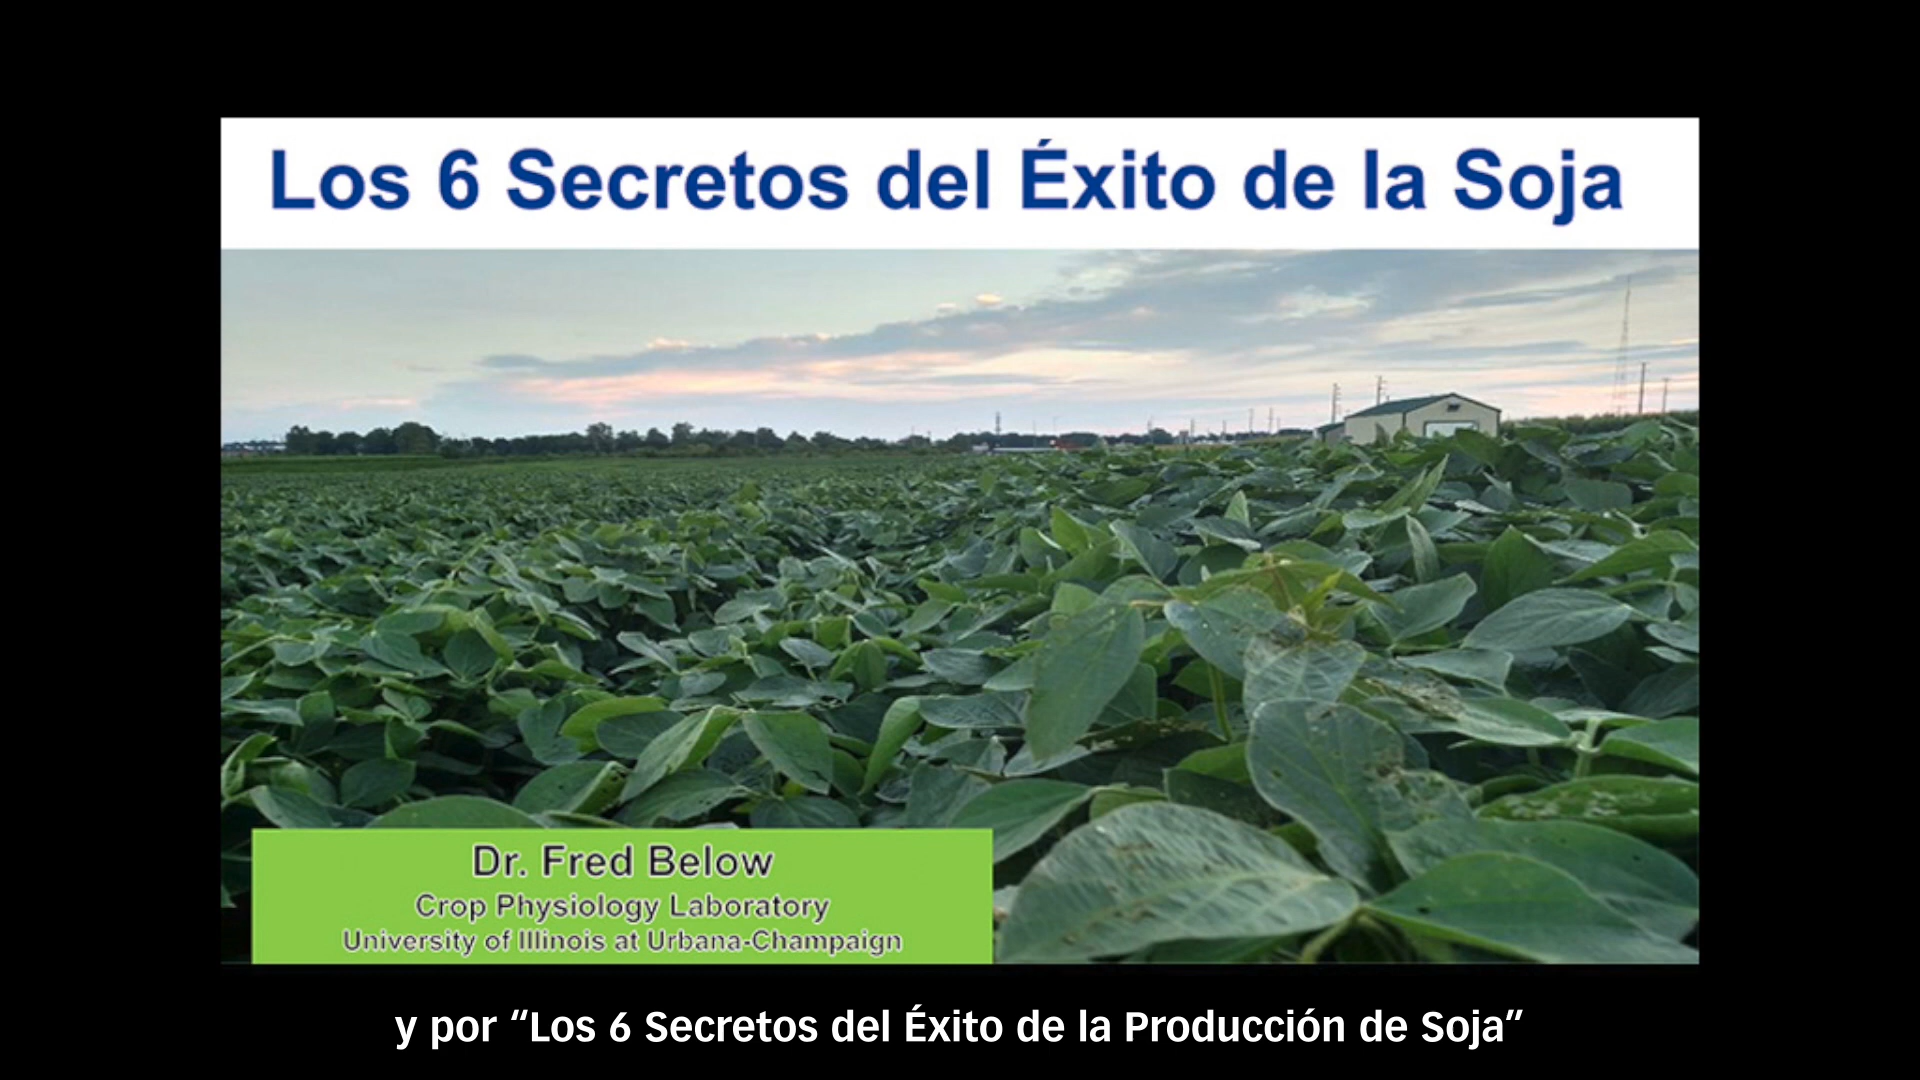 Los 6 Secretos del Éxito de la Soja
Dr. Fred Below
Crop Physiology Laboratory
University of Illinois at Urbana-Champaign
y por “Los 6 Secretos del Éxito de la Producción de Soja”